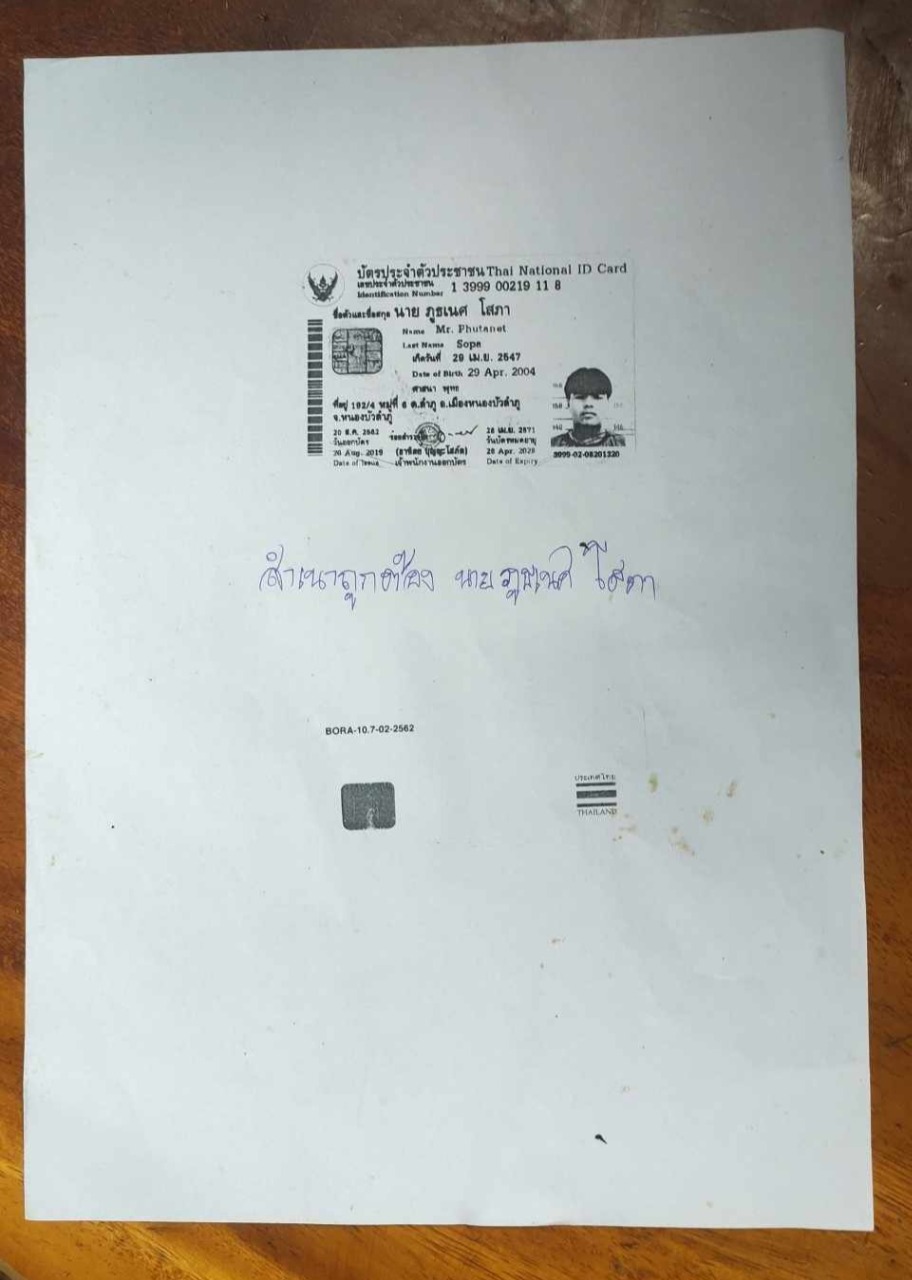 บัตรประจำตัวประชาชน Thai National ID Card
เลขประจำตัวประชาชน
Identification Number
1 3999 00219 11 8
ชื่อตัวและชื่อสกุล นาย ภูธเนศ โสภา
Name Mr. Phutanet
Last Name Sopa
เกิดวันที่ 29 เม.ย. 2547
Date of Birth 29 Apr. 2004
ศาสนา พุทธ
ที่อยู่ 192/4 หมู่ที่ 6 ต.ลำภู อ.เมืองหนองบัวลำภู
จ.หนองบัวลำภู
20 ส.ค. 2562
วันออกบัตร
20 Aug. 2019
Date of Issue
เจ้าพนักงานออกบัตร
28 เม.ย. 2571
วันบัตรหมดอายุ
28 Apr. 2028
Date of Expiry
3999-02-08201320
สำเนาถูกต้อง นายภูธเนศ โสภา
BORA-10.7-02-2562
ประเทศไทย
THAILAND